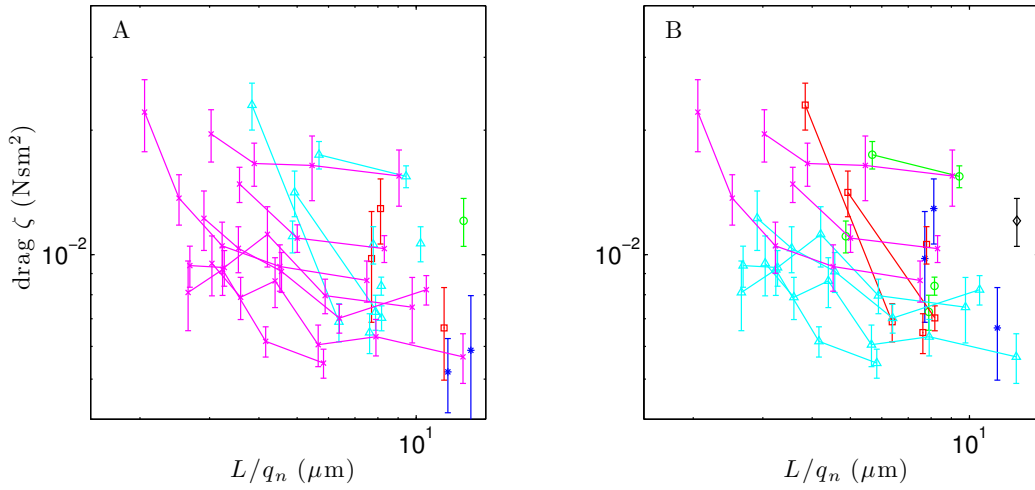 A
B
drag ζ (Nsm²)
10⁻²
10⁻²
10¹
10¹
L/qₙ (μm)
L/qₙ (μm)